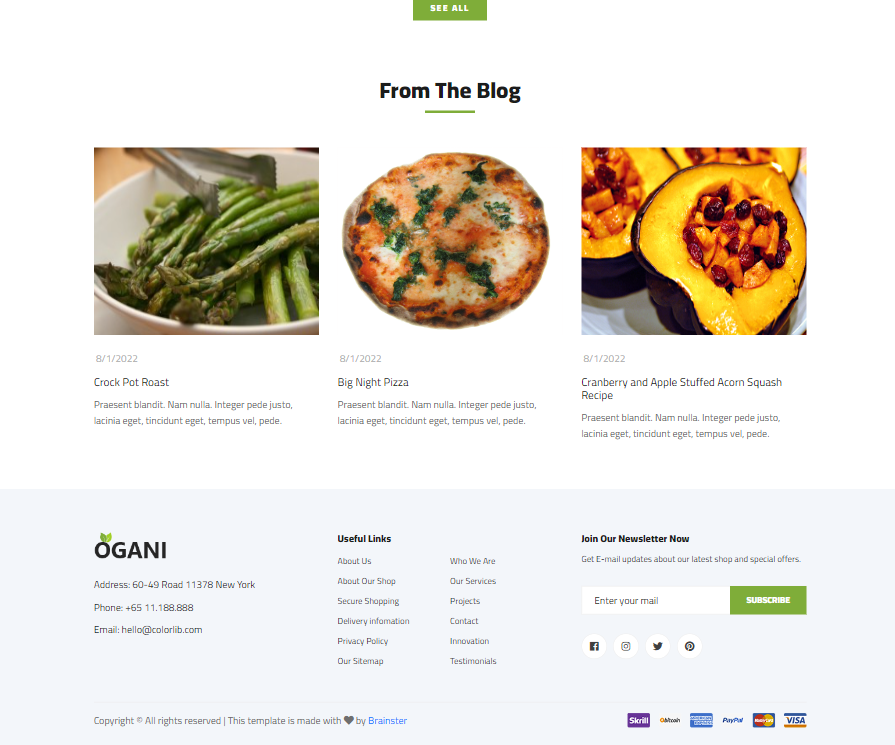 SEE ALL
From The Blog
8/1/2022
Crock Pot Roast
Praesent blandit. Nam nulla. Integer pede justo,
lacinia eget, tincidunt eget, tempus vel, pede.
8/1/2022
Big Night Pizza
Praesent blandit. Nam nulla. Integer pede justo,
lacinia eget, tincidunt eget, tempus vel, pede.
8/1/2022
Cranberry and Apple Stuffed Acorn Squash
Recipe
Praesent blandit. Nam nulla. Integer pede justo,
lacinia eget, tincidunt eget, tempus vel, pede.
OGANI
Address: 60-49 Road 11378 New York
Phone: +65 11.188.888
Email: hello@colorlib.com
Useful Links
About Us
About Our Shop
Secure Shopping
Delivery infomation
Privacy Policy
Our Sitemap
Who We Are
Our Services
Projects
Contact
Innovation
Testimonials
Join Our Newsletter Now
Get E-mail updates about our latest shop and special offers.
Enter your mail
SUBSCRIBE
Copyright © All rights reserved | This template is made with ♥ by Brainster
Skrill
bitcoin
AMERICAN EXPRESS
PayPal
MasterCard
VISA